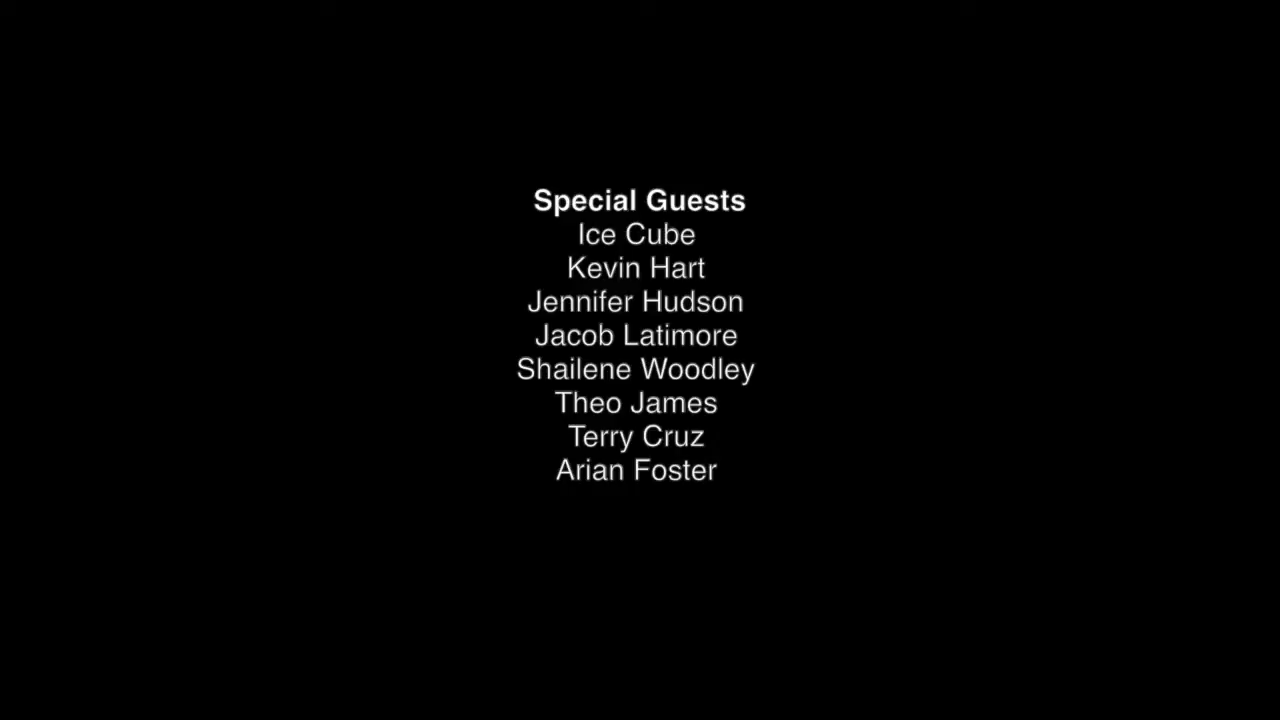 Special Guests
Ice Cube
Kevin Hart
Jennifer Hudson
Jacob Latimore
Shailene Woodley
Theo James
Terry Cruz
Arian Foster